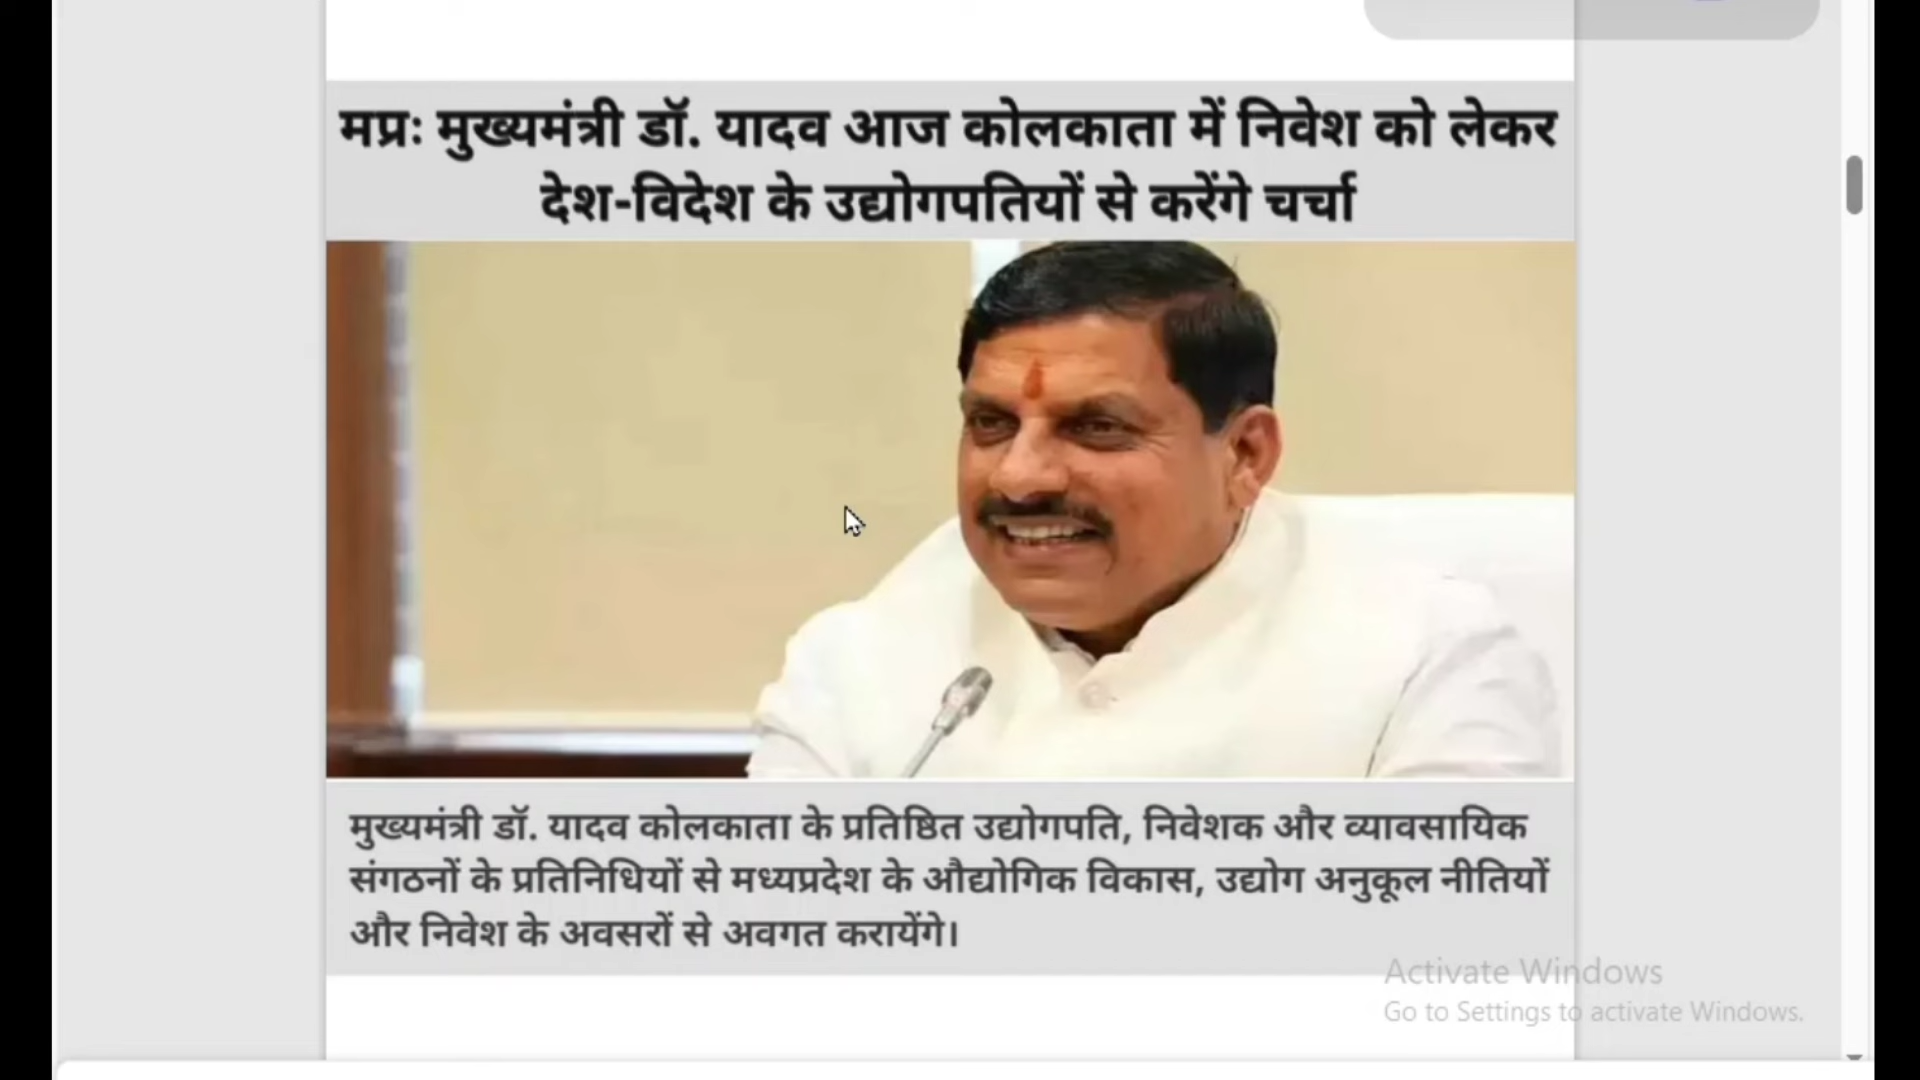 मप्रः मुख्यमंत्री डॉ. यादव आज कोलकाता में निवेश को लेकर
देश-विदेश के उद्योगपतियों से करेंगे चर्चा
मुख्यमंत्री डॉ. यादव कोलकाता के प्रतिष्ठित उद्योगपति, निवेशक और व्यावसायिक
संगठनों के प्रतिनिधियों से मध्यप्रदेश के औद्योगिक विकास, उद्योग अनुकूल नीतियों
और निवेश के अवसरों से अवगत करायेंगे।
Activate Windows
Go to Settings to activate Windows.